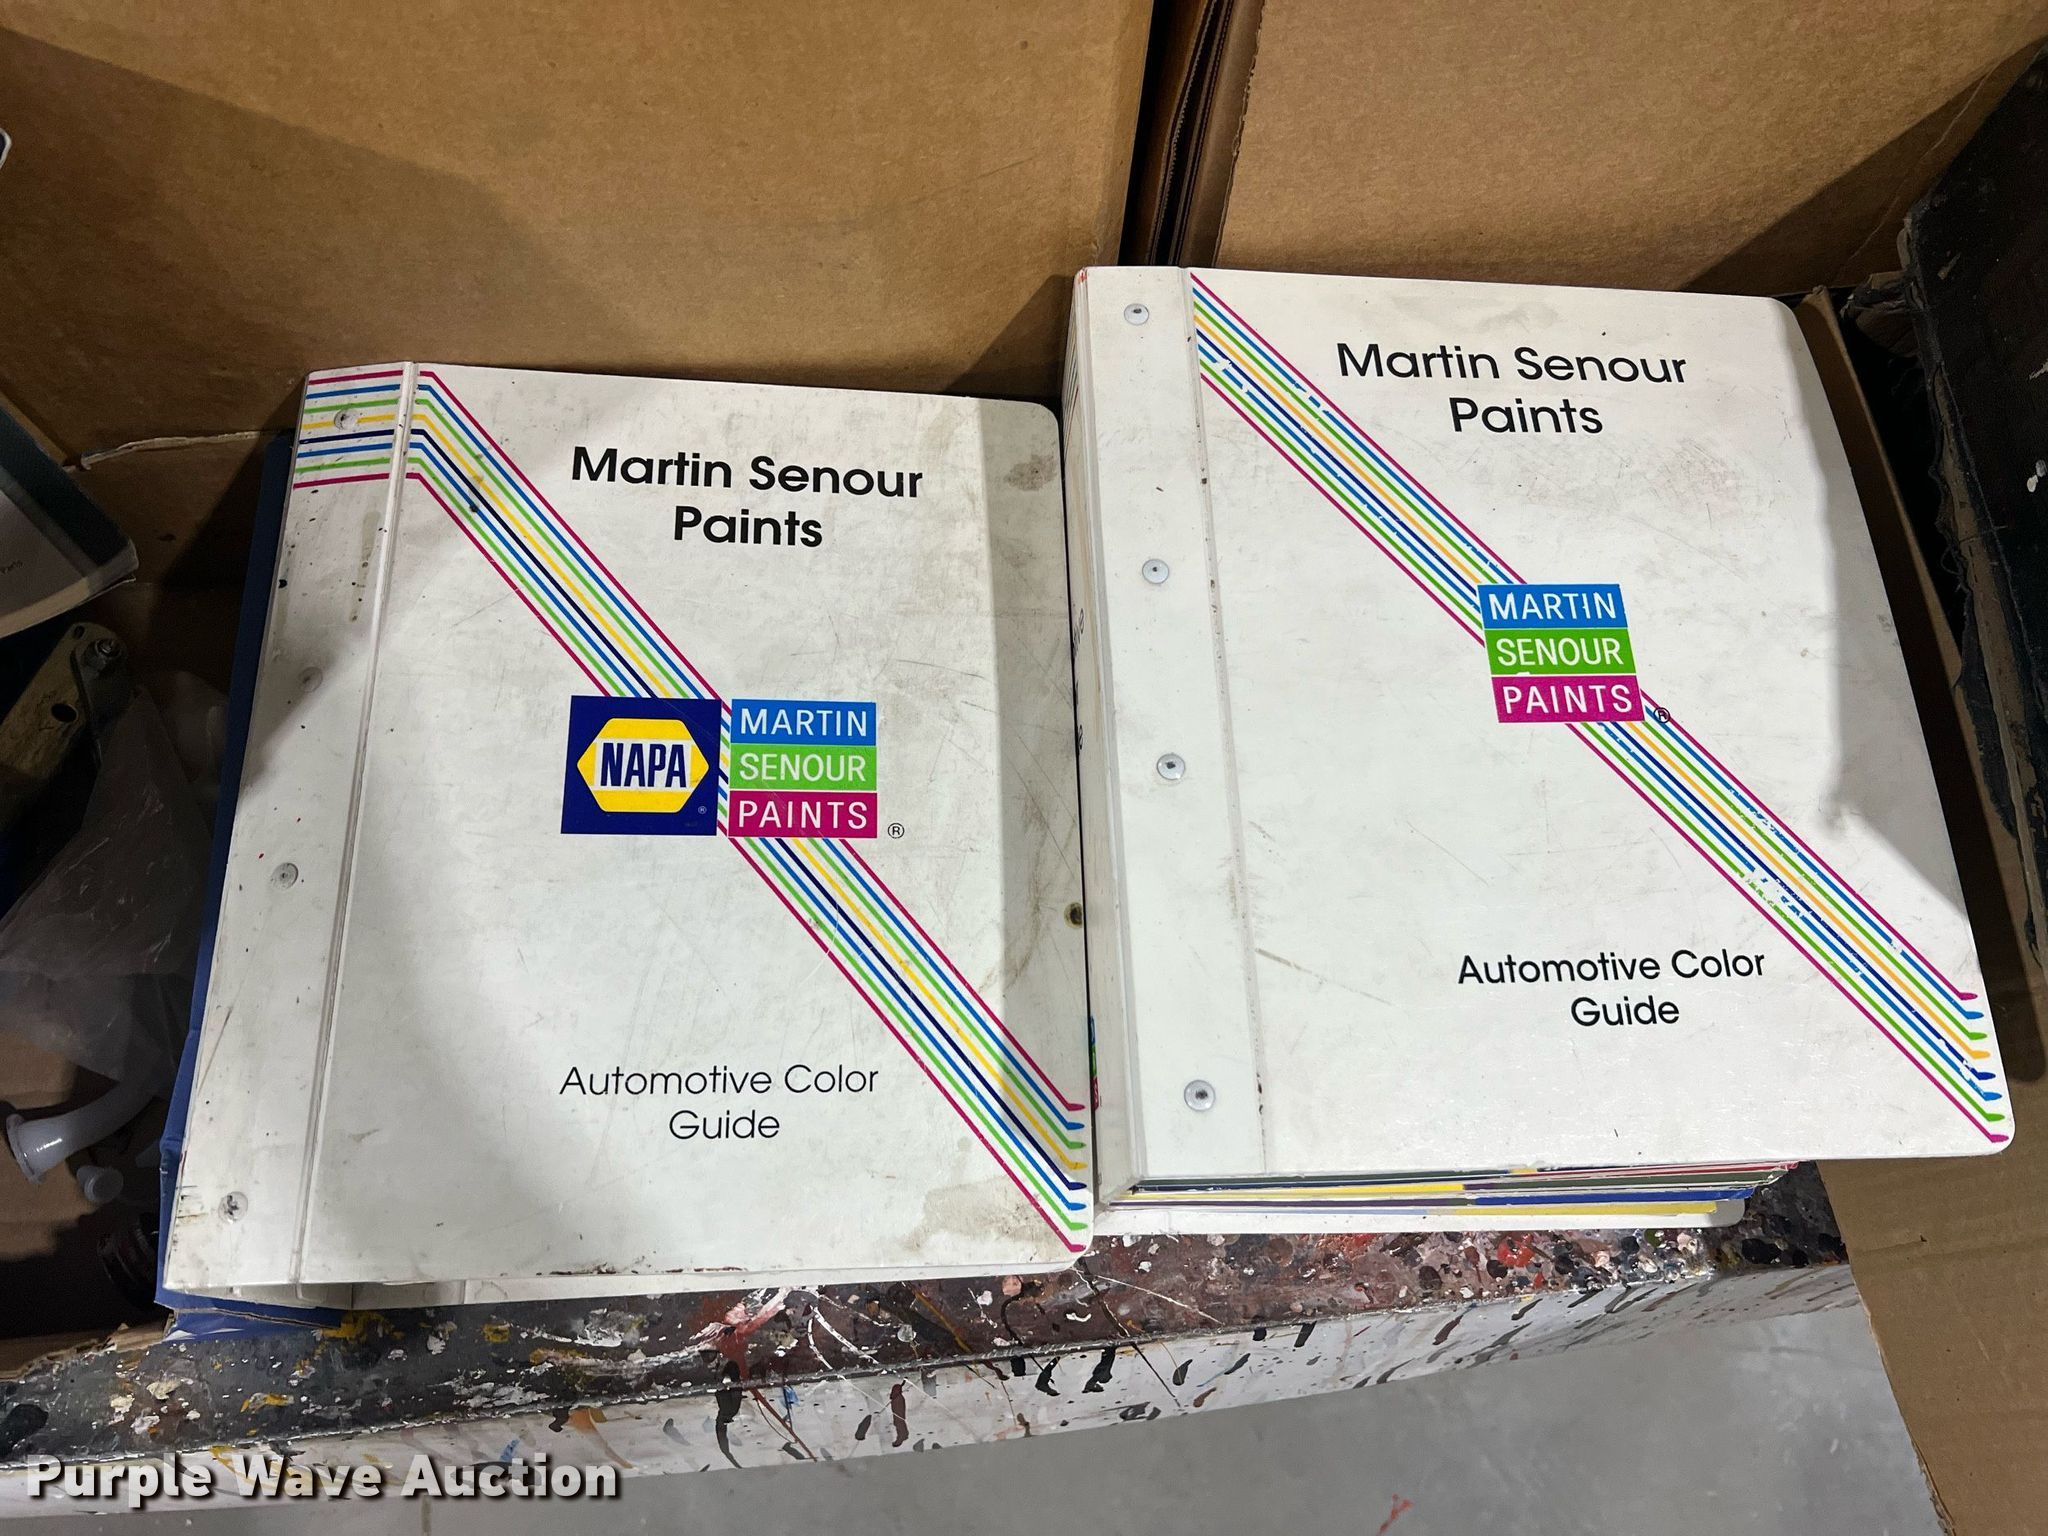 Martin Senour
Paints
NAPA
®
MARTIN
SENOUR
PAINTS
®
Automotive Color
Guide
Martin Senour
Paints
MARTIN
SENOUR
PAINTS
®
Automotive Color
Guide
Parts
Purple Wave Auction